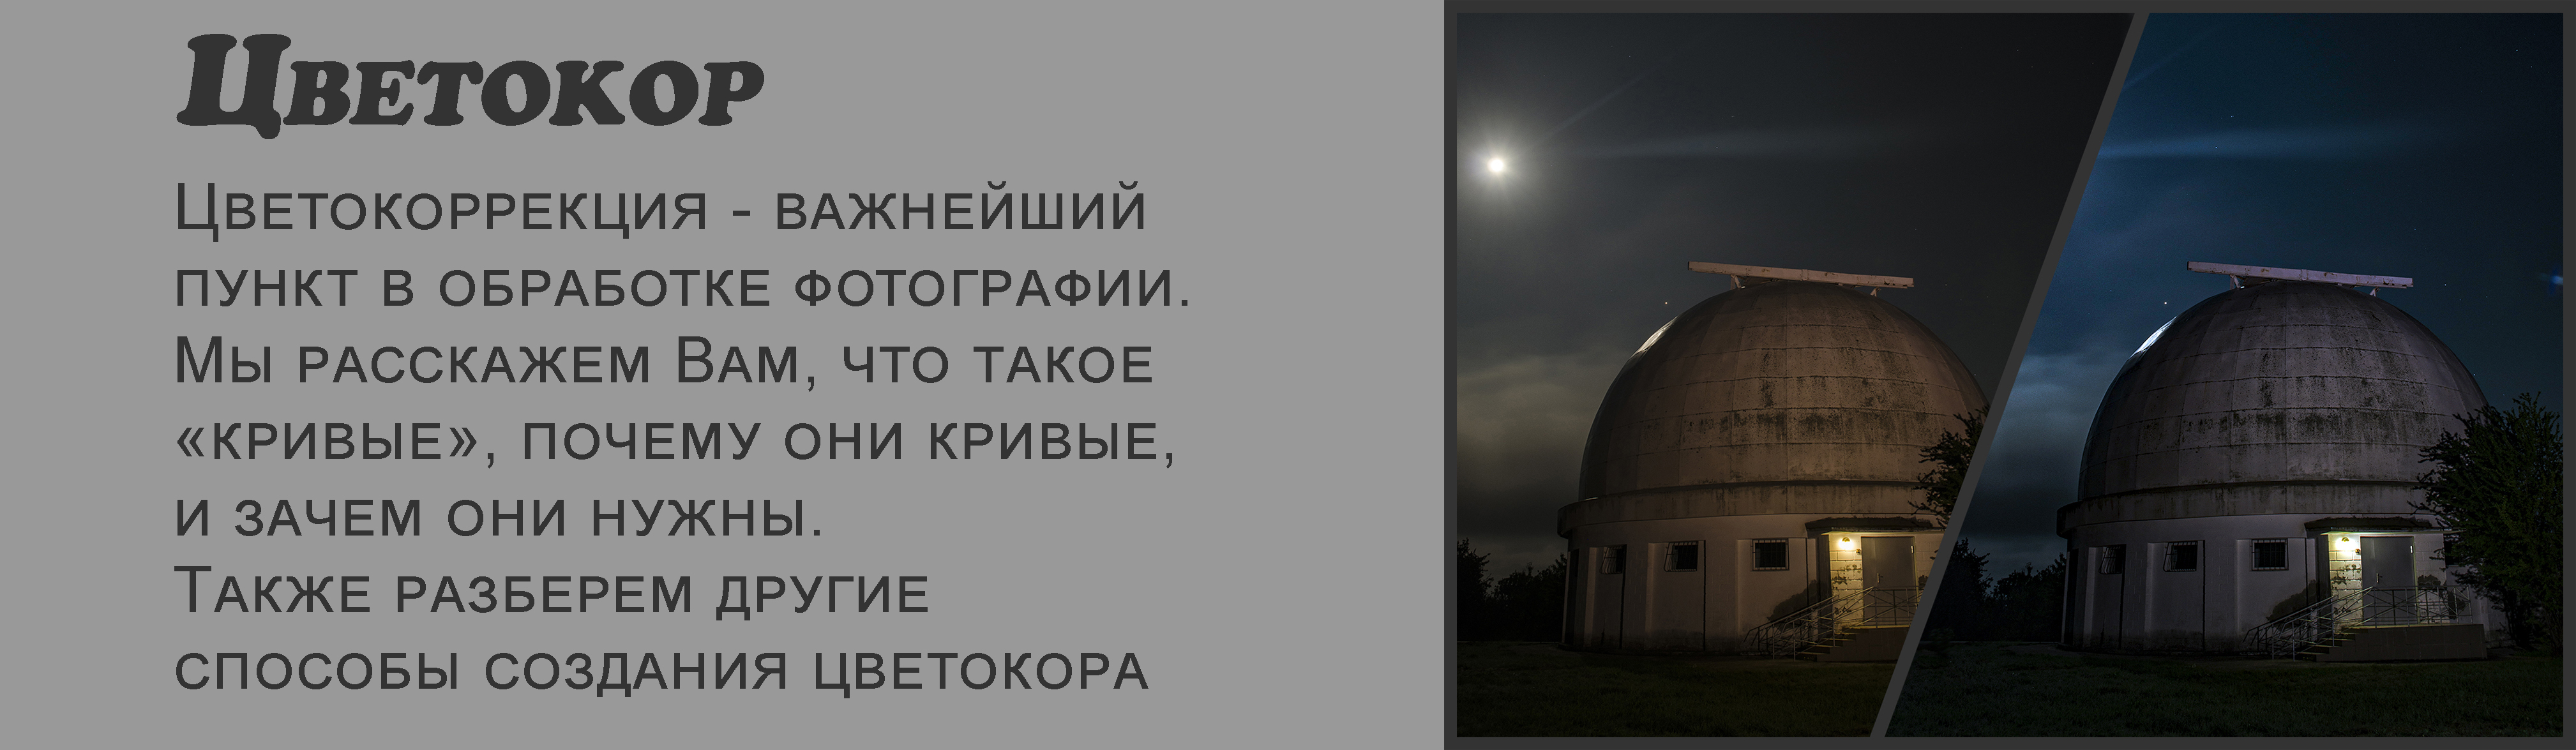 Цветокор
Цветокоррекция - важнейший
пункт в обработке фотографии.
Мы расскажем Вам, что такое
«кривые», почему они кривые,
и зачем они нужны.
Также разберем другие
способы создания цветокора